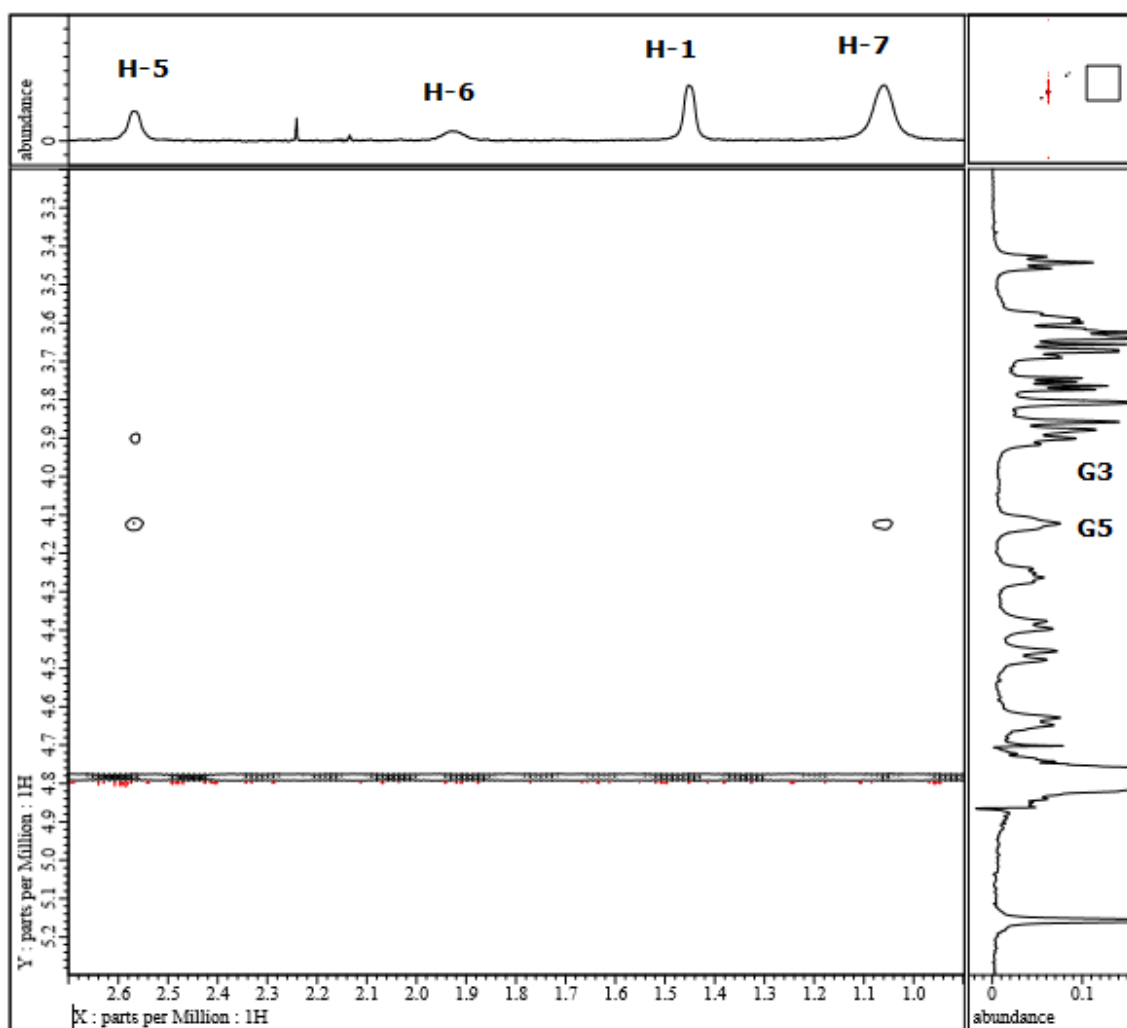 H-5
H-6
H-1
H-7
abundance
0
G3
G5
3.3
3.4
3.5
3.6
3.7
3.8
3.9
4.0
4.1
4.2
4.3
4.4
4.5
4.6
4.7
4.8
4.9
5.0
5.1
5.2
Y : parts per Million : 1H
2.6 2.5 2.4 2.3 2.2 2.1 2.0 1.9 1.8 1.7 1.6 1.5 1.4 1.3 1.2 1.1 1.0
X : parts per Million : 1H
0 0.1
abundance